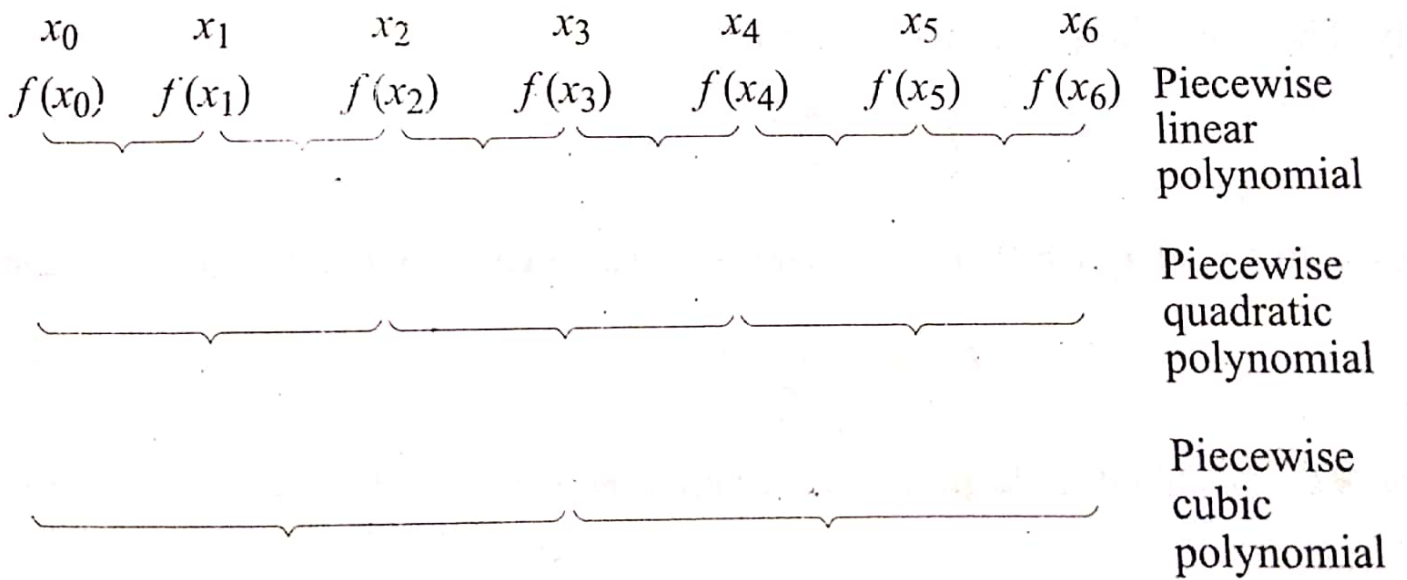 x₀ x₁ x₂ x₃ x₄ x₅ x₆
f(x₀) f(x₁) f(x₂) f(x₃) f(x₄) f(x₅) f(x₆) Piecewise
linear
polynomial
Piecewise
quadratic
polynomial
Piecewise
cubic
polynomial